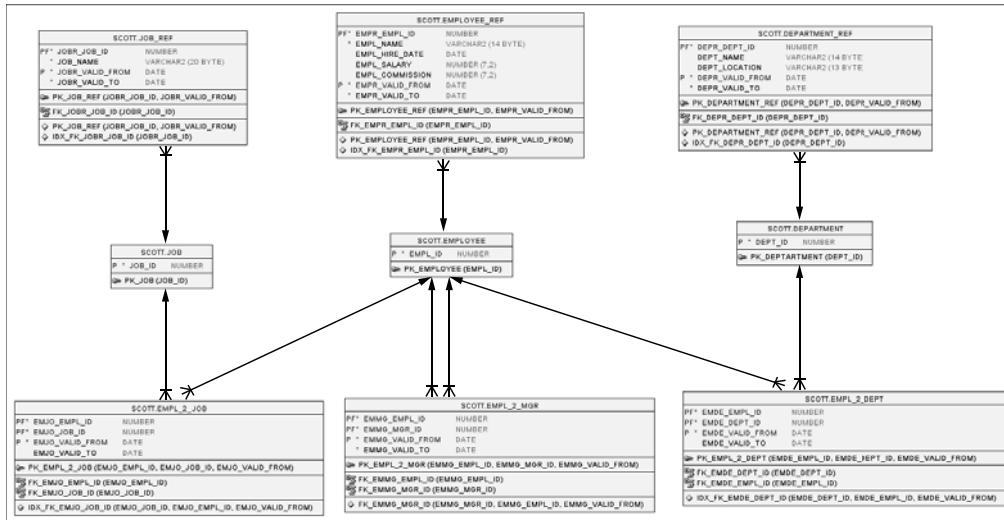 SCOTT.JOB_REF
PF* JOBR_JOB_ID NUMBER
* JOB_NAME VARCHAR2 (20 BYTE)
P * JOBR_VALID_FROM DATE
* JOBR_VALID_TO DATE
PK_JOB_REF (JOBR_JOB_ID, JOBR_VALID_FROM)
FK_JOBR_JOB_ID (JOBR_JOB_ID)
PK_JOB_REF (JOBR_JOB_ID, JOBR_VALID_FROM)
IDX_FK_JOBR_JOB_ID (JOBR_JOB_ID)
SCOTT.EMPLOYEE_REF
PF* EMPR_EMPL_ID NUMBER
* EMPL_NAME VARCHAR2 (14 BYTE)
EMPL_HIRE_DATE DATE
EMPL_SALARY NUMBER (7,2)
EMPL_COMMISSION NUMBER (7,2)
P * EMPR_VALID_FROM DATE
* EMPR_VALID_TO DATE
PK_EMPLOYEE_REF (EMPR_EMPL_ID, EMPR_VALID_FROM)
FK_EMPR_EMPL_ID (EMPR_EMPL_ID)
PK_EMPLOYEE_REF (EMPR_EMPL_ID, EMPR_VALID_FROM)
IDX_FK_EMPR_EMPL_ID (EMPR_EMPL_ID)
SCOTT.DEPARTMENT_REF
PF* DEPR_DEPT_ID NUMBER
DEPT_NAME VARCHAR2 (14 BYTE
DEPT_LOCATION VARCHAR2 (13 BYTE
P * DEPR_VALID_FROM DATE
* DEPR_VALID_TO DATE
PK_DEPARTMENT_REF (DEPR_DEPT_ID, DEPR_VALID_FROM)
FK_DEPR_DEPT_ID (DEPR_DEPT_ID)
PK_DEPARTMENT_REF (DEPR_DEPT_ID, DEPR_VALID_FROM)
IDX_FK_DEPR_DEPT_ID (DEPR_DEPT_ID)
SCOTT.JOB
P * JOB_ID NUMBER
PK_JOB (JOB_ID)
SCOTT.EMPLOYEE
P * EMPL_ID NUMBER
PK_EMPLOYEE (EMPL_ID)
SCOTT.DEPARTMENT
P * DEPT_ID NUMBER
PK_DEPTARTMENT (DEPT_ID)
SCOTT.EMPL_2_JOB
PF* EMJO_EMPL_ID NUMBER
PF* EMJO_JOB_ID NUMBER
P * EMJO_VALID_FROM DATE
EMJO_VALID_TO DATE
PK_EMPL_2_JOB (EMJO_EMPL_ID, EMJO_JOB_ID, EMJO_VALID_FROM)
FK_EMJO_EMPL_ID (EMJO_EMPL_ID)
FK_EMJO_JOB_ID (EMJO_JOB_ID)
IDX_FK_EMJO_JOB_ID (EMJO_JOB_ID, EMJO_EMPL_ID, EMJO_VALID_FROM)
SCOTT.EMPL_2_MGR
PF* EMMG_EMPL_ID NUMBER
PF* EMMG_MGR_ID NUMBER
P * EMMG_VALID_FROM DATE
* EMMG_VALID_TO DATE
PK_EMPL_2_MGR (EMMG_EMPL_ID, EMMG_MGR_ID, EMMG_VALID_FROM)
FK_EMMG_EMPL_ID (EMMG_EMPL_ID)
FK_EMMG_MGR_ID (EMMG_MGR_ID)
FK_EMMG_MGR_ID (EMMG_MGR_ID, EMMG_EMPL_ID, EMMG_VALID_FROM)
SCOTT.EMPL_2_DEPT
PF* EMDE_EMPL_ID NUMBER
PF* EMDE_DEPT_ID NUMBER
P * EMDE_VALID_FROM DATE
EMDE_VALID_TO DATE
PK_EMPL_2_DEPT (EMDE_EMPL_ID, EMDE_DEPT_ID, EMDE_VALID_FROM)
FK_EMDE_DEPT_ID (EMDE_DEPT_ID)
FK_EMDE_EMPL_ID (EMDE_EMPL_ID)
IDX_FK_EMDE_DEPT_ID (EMDE_DEPT_ID, EMDE_EMPL_ID, EMDE_VALID_FROM)